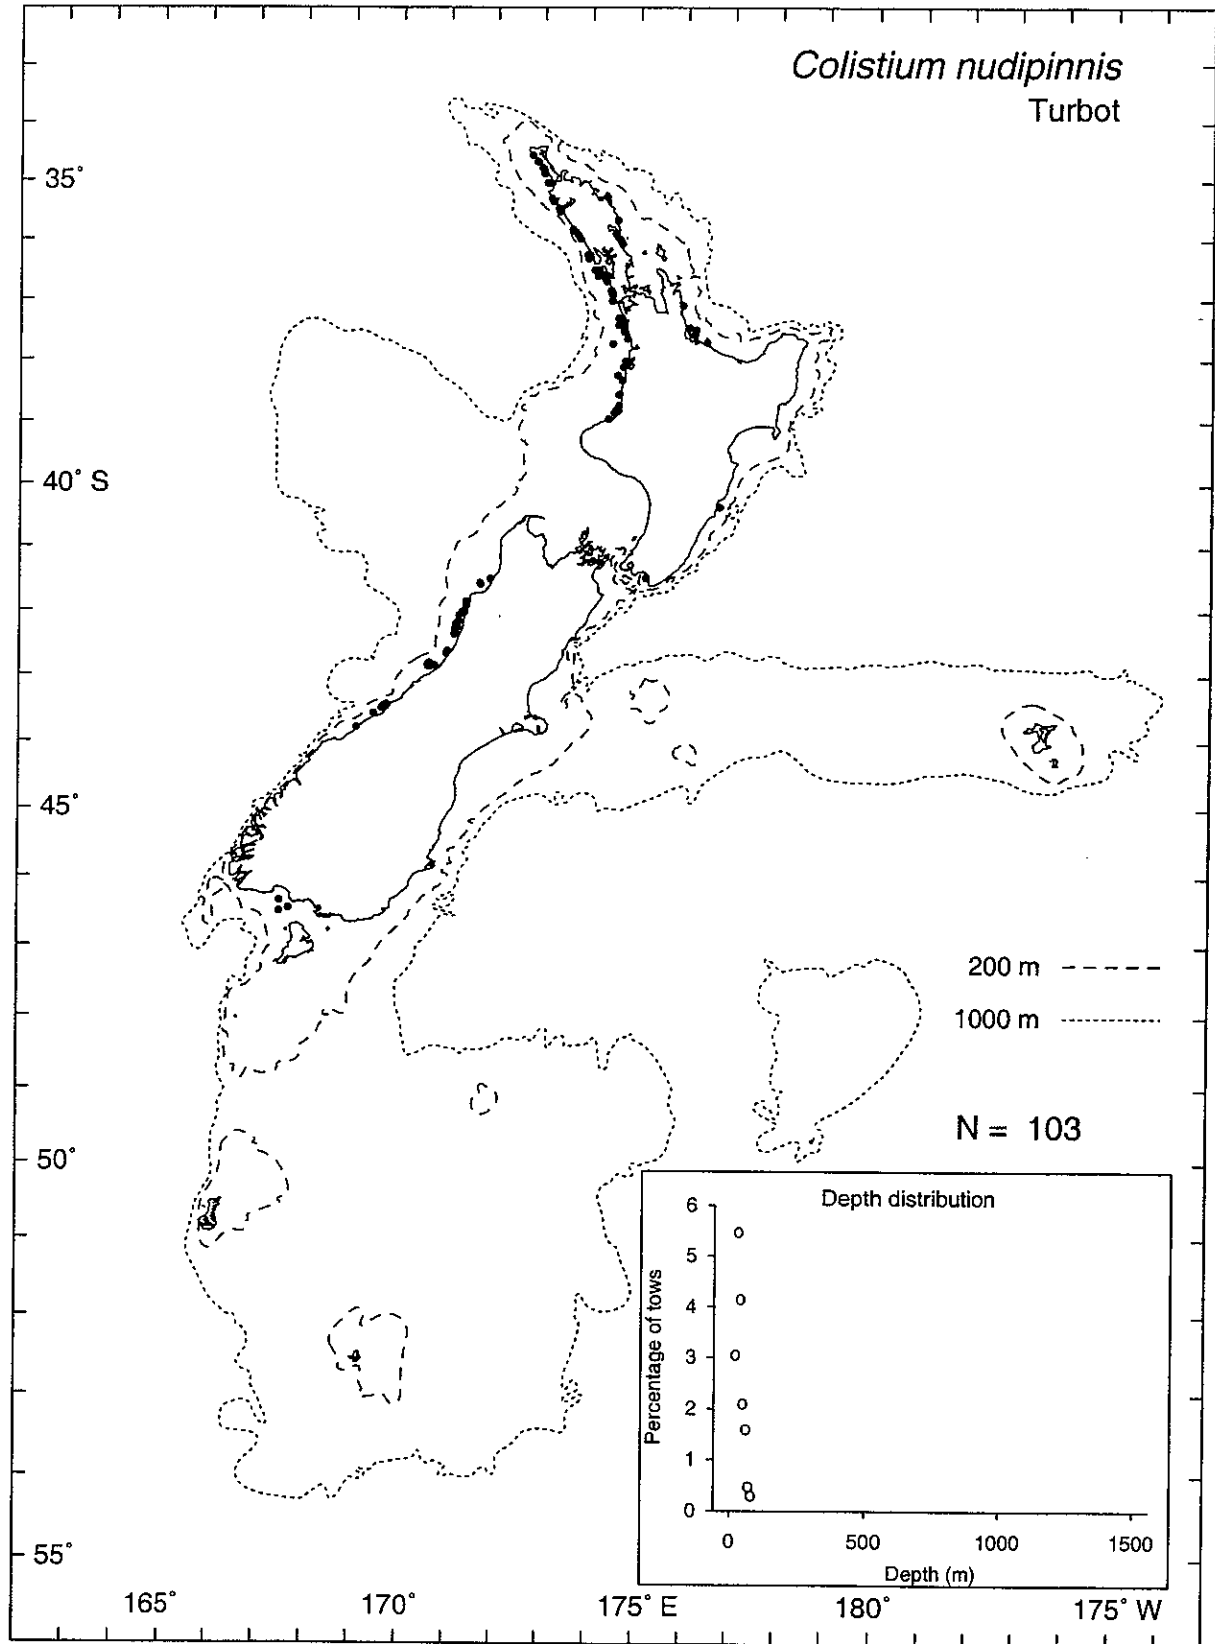 Colistium nudipinnis
Turbot
35°
40° S
45°
200 m
1000 m
N = 103
50°
Depth distribution
6
5
4
3
2
1
0
Percentage of tows
0 500 1000 1500
Depth (m)
55°
165° 170° 175° E 180° 175° W